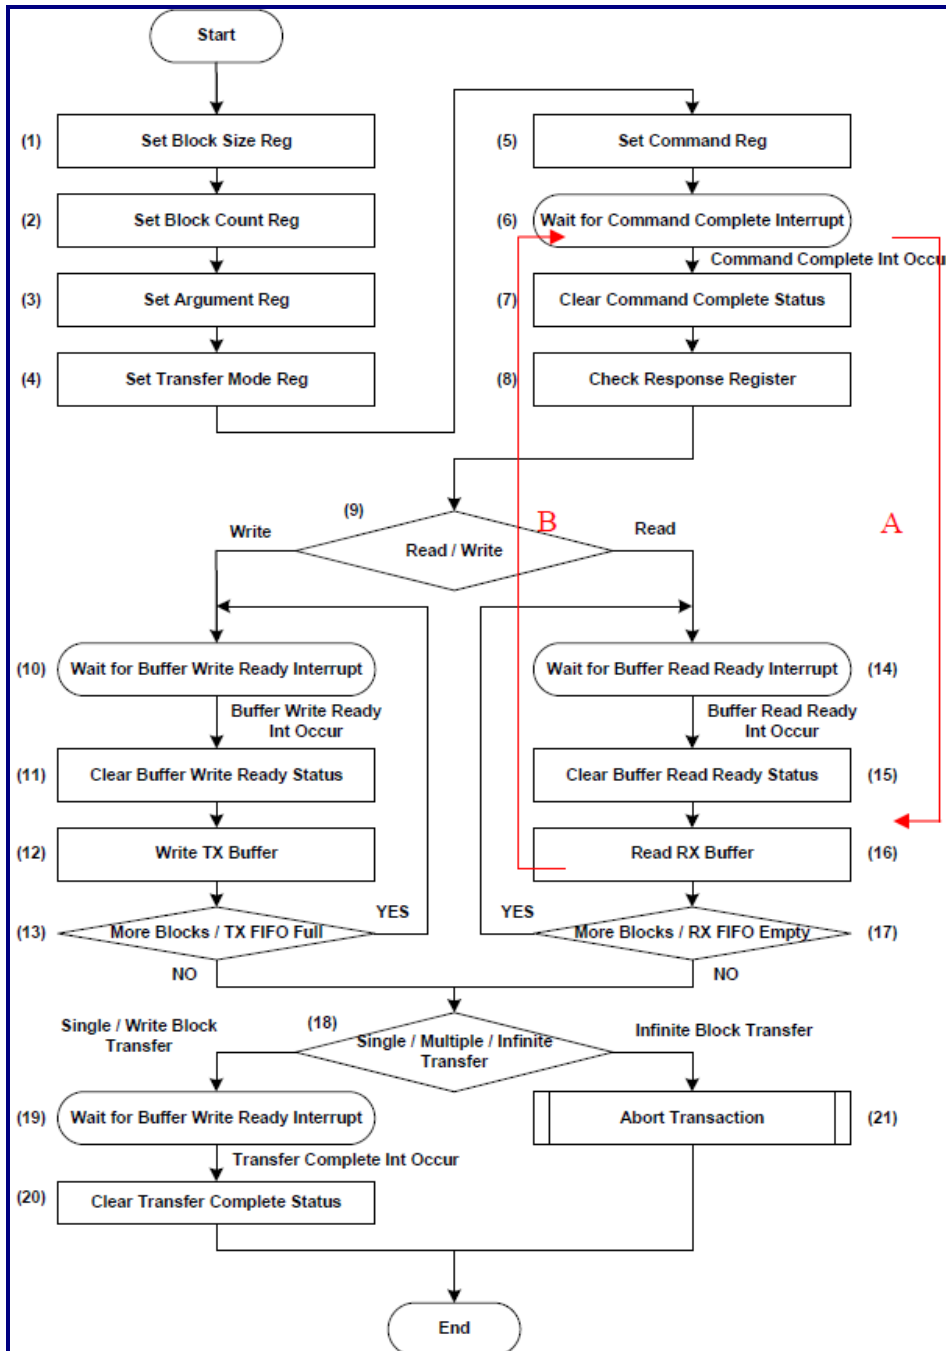 Start
(1)
Set Block Size Reg
(2)
Set Block Count Reg
(3)
Set Argument Reg
(4)
Set Transfer Mode Reg
(5)
Set Command Reg
(6)
Wait for Command Complete Interrupt
Command Complete Int Occur
(7)
Clear Command Complete Status
(8)
Check Response Register
(9)
Read / Write
Write
Read
B
A
(10)
Wait for Buffer Write Ready Interrupt
Buffer Write Ready
Int Occur
(11)
Clear Buffer Write Ready Status
(12)
Write TX Buffer
(13)
More Blocks / TX FIFO Full
YES
NO
Wait for Buffer Read Ready Interrupt
(14)
Buffer Read Ready
Int Occur
Clear Buffer Read Ready Status
(15)
Read RX Buffer
(16)
YES
More Blocks / RX FIFO Empty
(17)
NO
(18)
Single / Multiple / Infinite
Transfer
Single / Write Block
Transfer
Infinite Block Transfer
(19)
Wait for Buffer Write Ready Interrupt
Transfer Complete Int Occur
(20)
Clear Transfer Complete Status
Abort Transaction
(21)
End